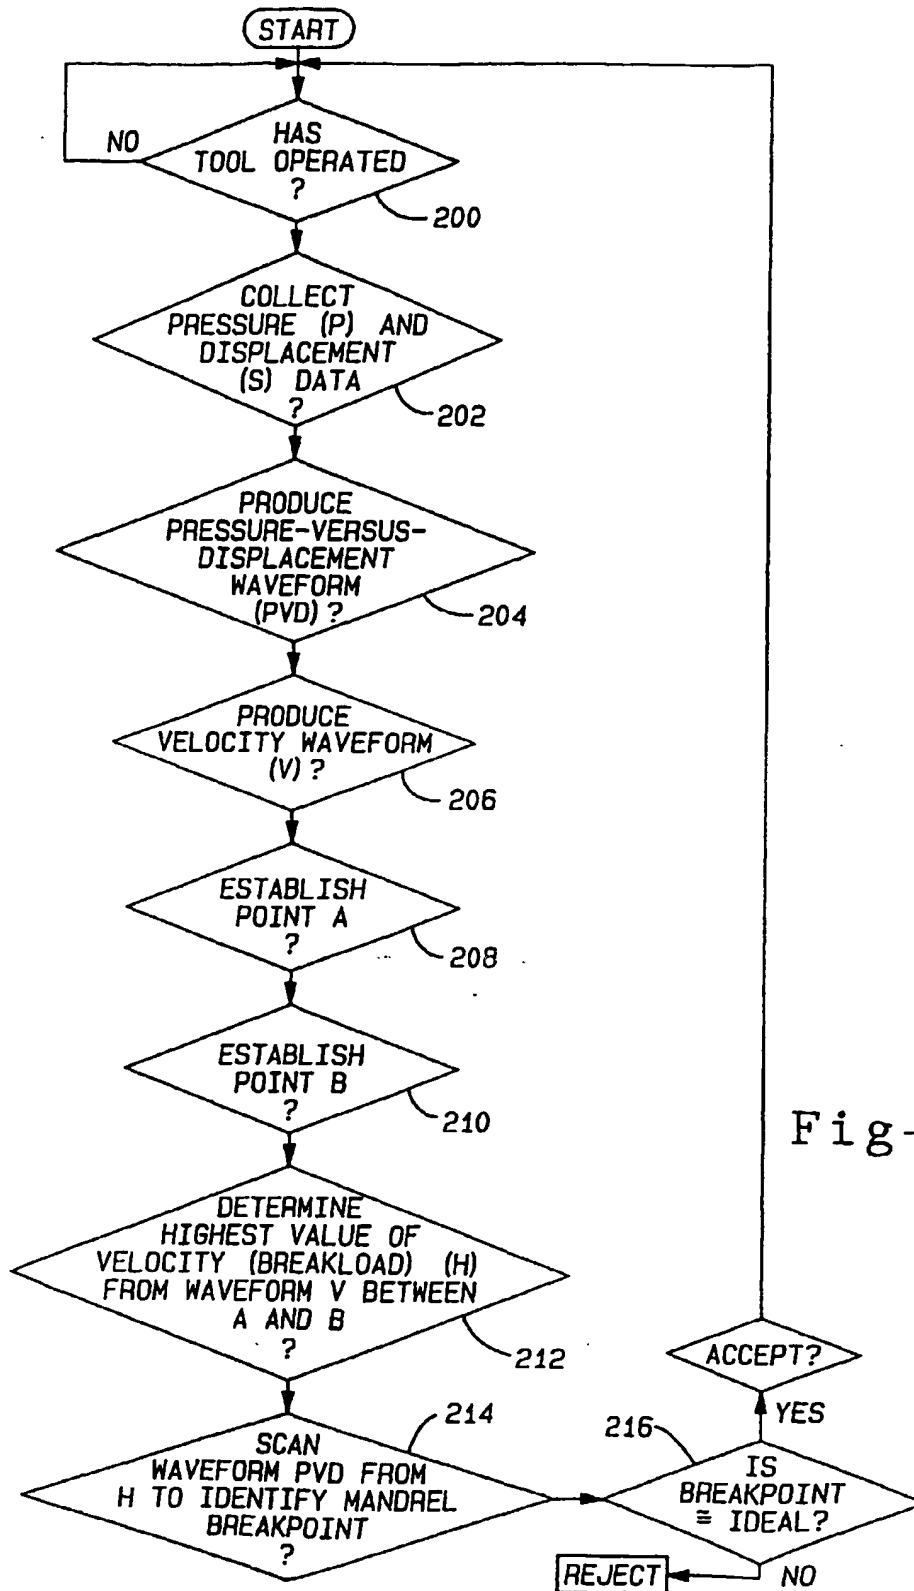 START
NO
HAS
TOOL OPERATED
?
200
COLLECT
PRESSURE (P) AND
DISPLACEMENT
(S) DATA
?
202
PRODUCE
PRESSURE-VERSUS-
DISPLACEMENT
WAVEFORM
(PVD)?
204
PRODUCE
VELOCITY WAVEFORM
(V)?
206
ESTABLISH
POINT A
?
208
ESTABLISH
POINT B
?
210
Fig-
DETERMINE
HIGHEST VALUE OF
VELOCITY (BREAKLOAD) (H)
FROM WAVEFORM V BETWEEN
A AND B
?
212
SCAN
WAVEFORM PVD FROM
H TO IDENTIFY MANDREL
BREAKPOINT
?
214
ACCEPT?
YES
216
IS
BREAKPOINT
≅ IDEAL?
NO
REJECT